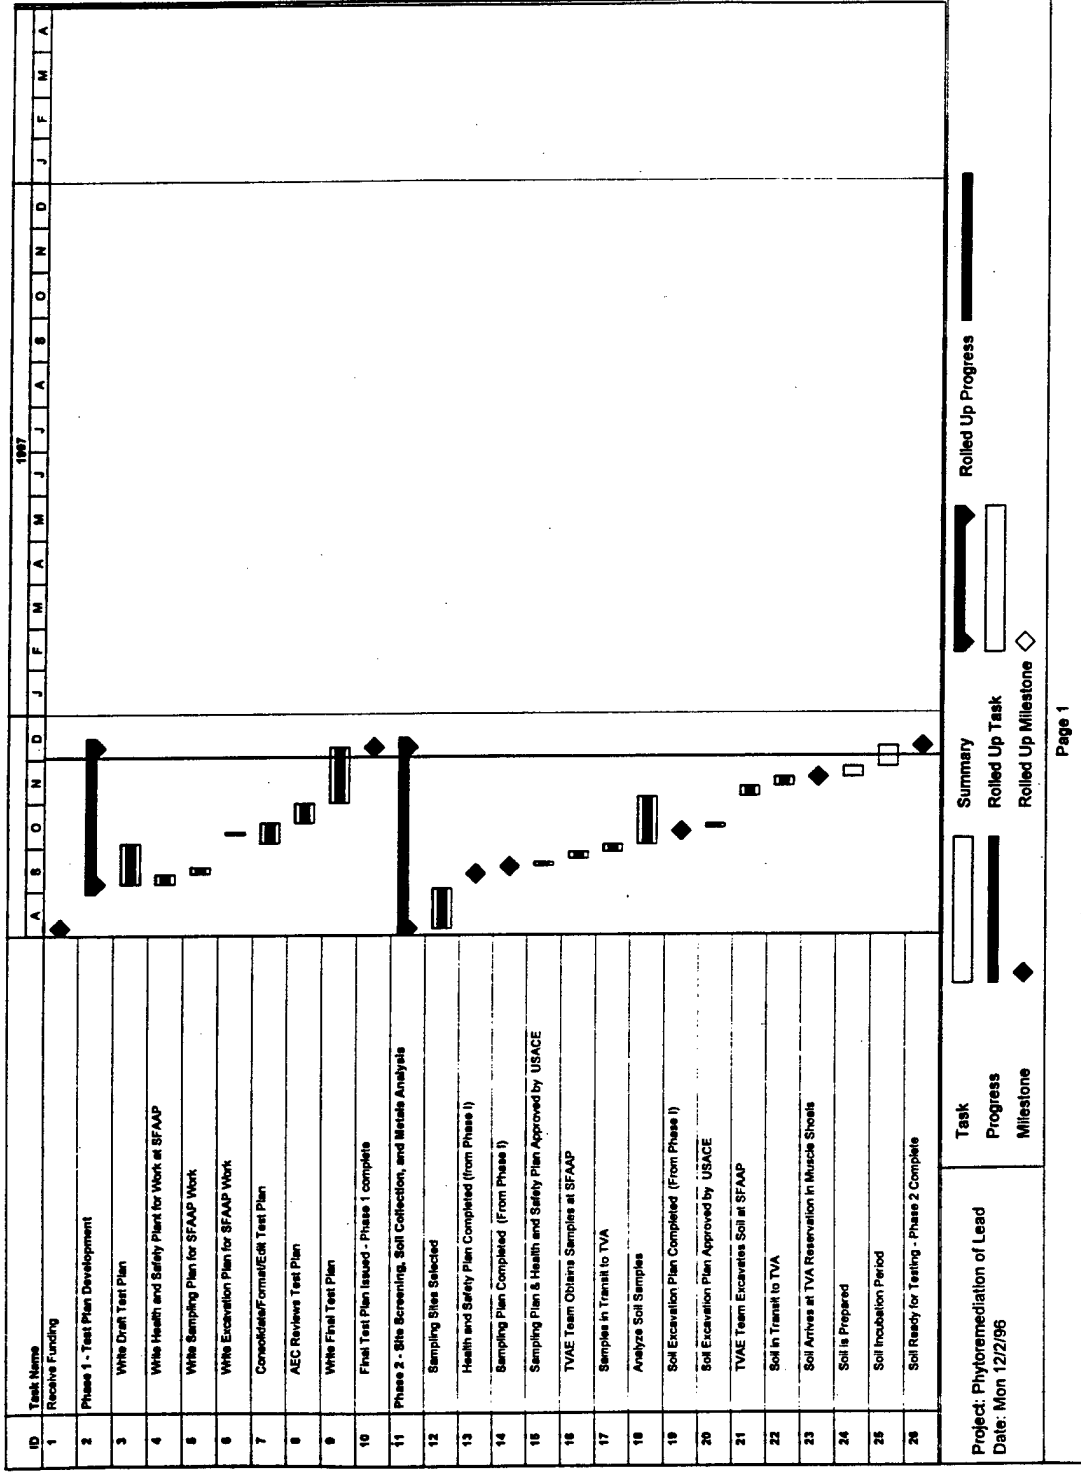 1997
ID Task Name A S O N D J F M A M J J A S O N D J F M A
1 Receive Funding
2 Phase 1 - Test Plan Development
3 Write Draft Test Plan
4 Write Health and Safety Plant for Work at SFAAP
5 Write Sampling Plan for SFAAP Work
6 Write Excavation Plan for SFAAP Work
7 Consolidate/Format/Edit Test Plan
8 AEC Reviews Test Plan
9 Write Final Test Plan
10 Final Test Plan Issued - Phase 1 complete
11 Phase 2 - Site Screening, Soil Collection, and Metals Analysis
12 Sampling Sites Selected
13 Health and Safety Plan Completed (from Phase I)
14 Sampling Plan Completed (From Phase I)
15 Sampling Plan & Health and Safety Plan Approved by USACE
16 TVAE Team Obtains Samples at SFAAP
17 Samples in Transit to TVA
18 Analyze Soil Samples
19 Soil Excavation Plan Completed (From Phase I)
20 Soil Excavation Plan Approved by USACE
21 TVAE Team Excavates Soil at SFAAP
22 Soil in Transit to TVA
23 Soil Arrives at TVA Reservation in Muscle Shoals
24 Soil is Prepared
25 Soil Incubation Period
26 Soil Ready for Testing - Phase 2 Complete
Project: Phytoremediation of Lead
Date: Mon 12/2/96
Task Summary Rolled Up Progress
Progress Rolled Up Task
Milestone Rolled Up Milestone
Page 1